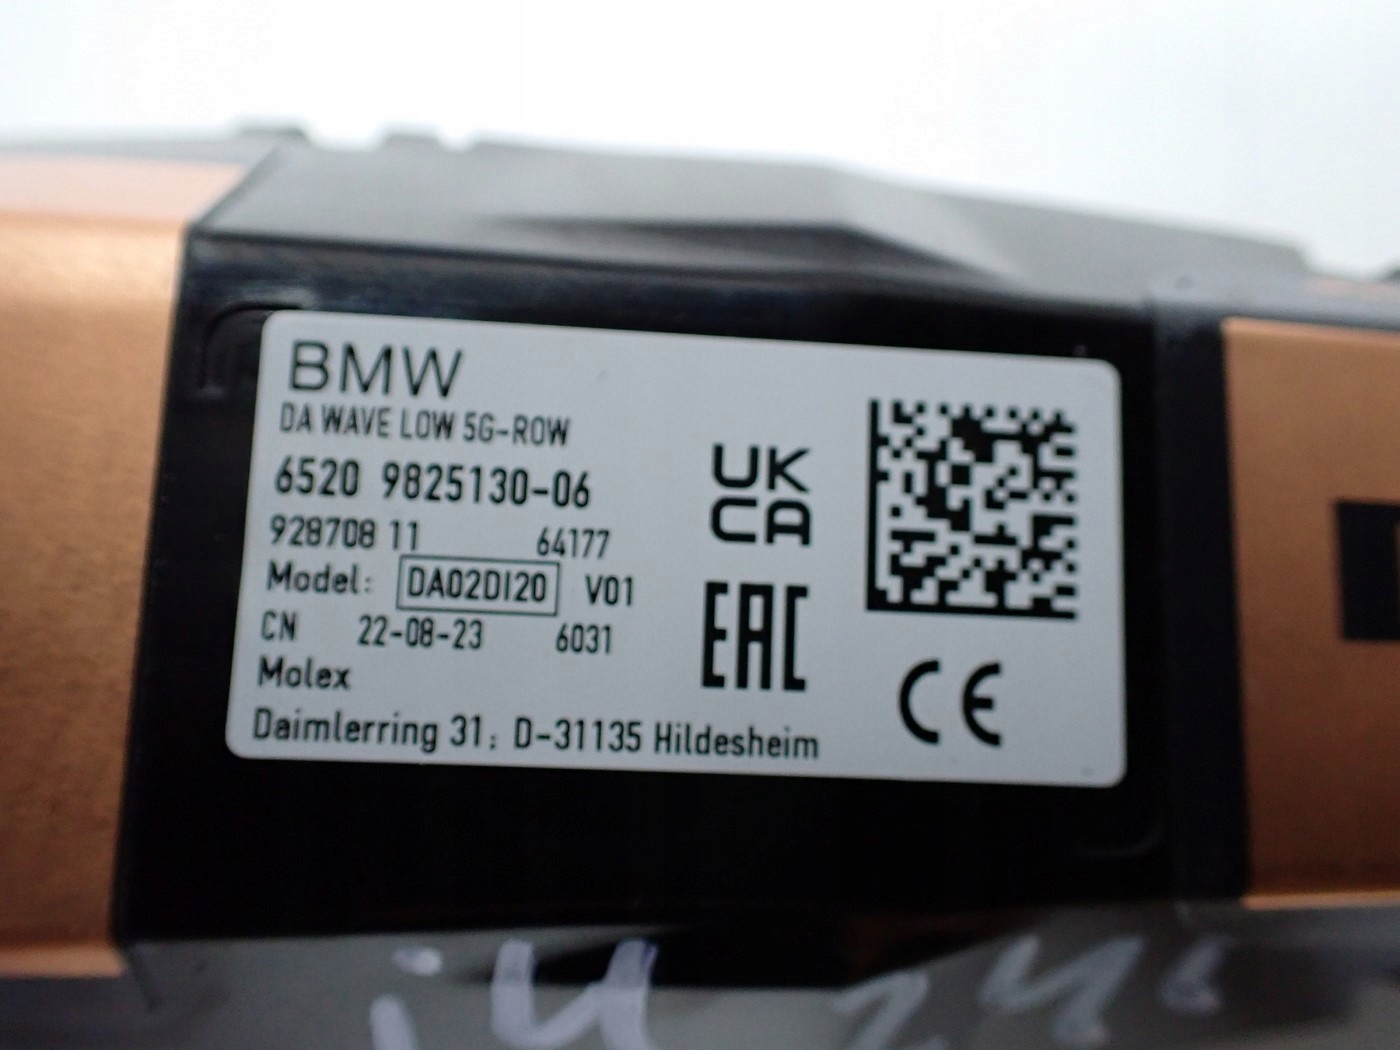 BMW
DA WAVE LOW 5G-ROW
6520 9825130-06
928708 11 64177
Model: DA02DI20 V01
CN 22-08-23 6031
Molex
Daimlerring 31; D-31135 Hildesheim
UK
CA
EAC
CE
i4